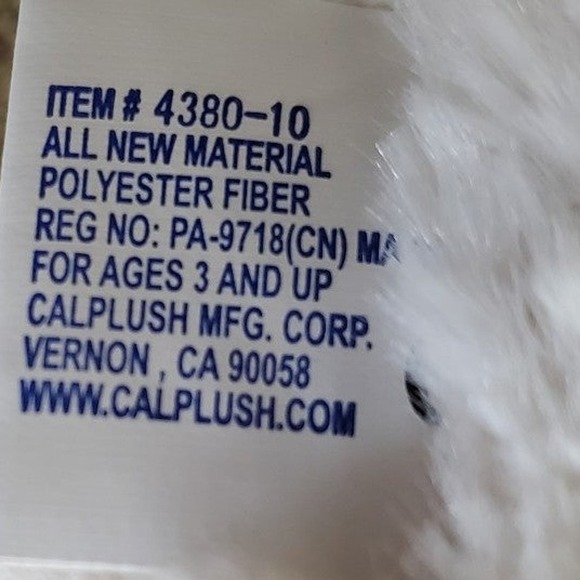 ITEM # 4380-10
ALL NEW MATERIAL
POLYESTER FIBER
REG NO: PA-9718(CN)
FOR AGES 3 AND UP
CALPLUSH MFG. CORP.
VERNON , CA 90058
WWW.CALPLUSH.COM